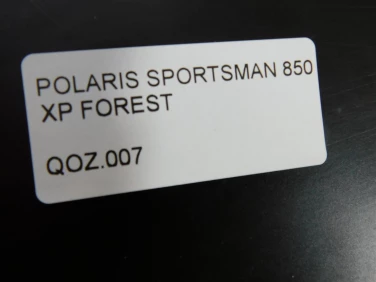 POLARIS SPORTSMAN 850
XP FOREST
QOZ.007